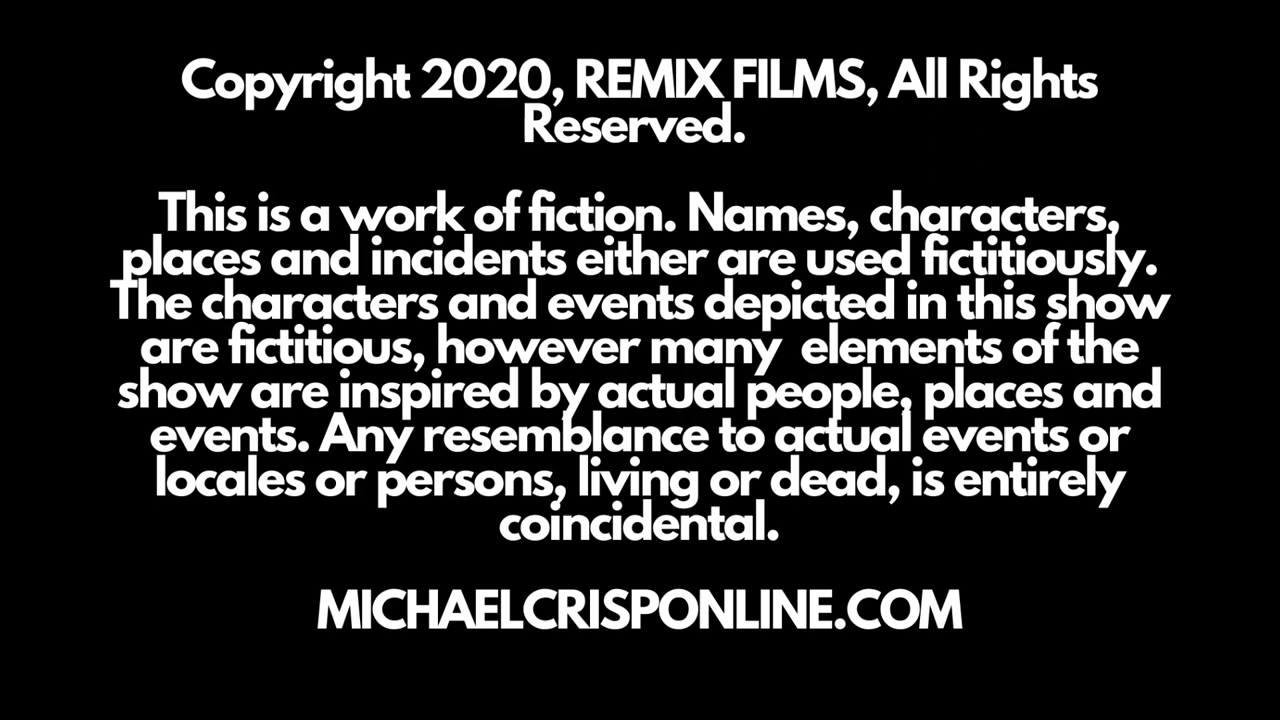 Copyright 2020, REMIX FILMS, All Rights
Reserved.
This is a work of fiction. Names, characters,
places and incidents either are used fictitiously.
The characters and events depicted in this show
are fictitious, however many  elements of the
show are inspired by actual people, places and
events. Any resemblance to actual events or
locales or persons, living or dead, is entirely
coincidental.
MICHAELCRISPONLINE.COM